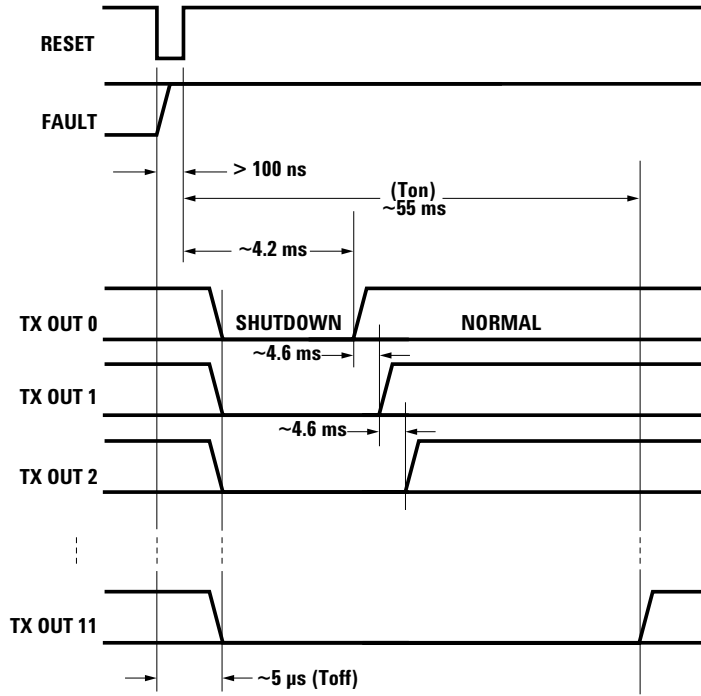 RESET
FAULT
> 100 ns
(Ton)
~55 ms
~4.2 ms
TX OUT 0
SHUTDOWN
NORMAL
~4.6 ms
TX OUT 1
~4.6 ms
TX OUT 2
TX OUT 11
~5 µs (Toff)